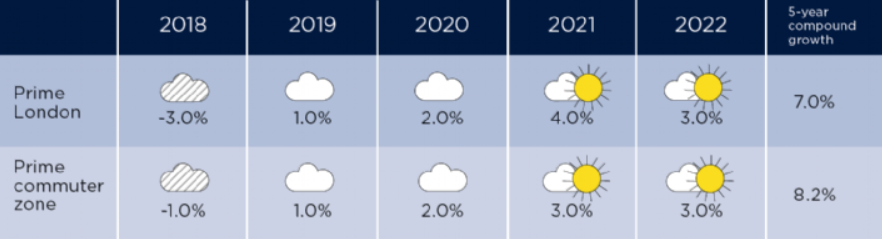 2018 2019 2020 2021 2022 5-year
compound
growth
Prime
London
-3.0% 1.0% 2.0% 4.0% 3.0% 7.0%
Prime
commuter
zone
-1.0% 1.0% 2.0% 3.0% 3.0% 8.2%